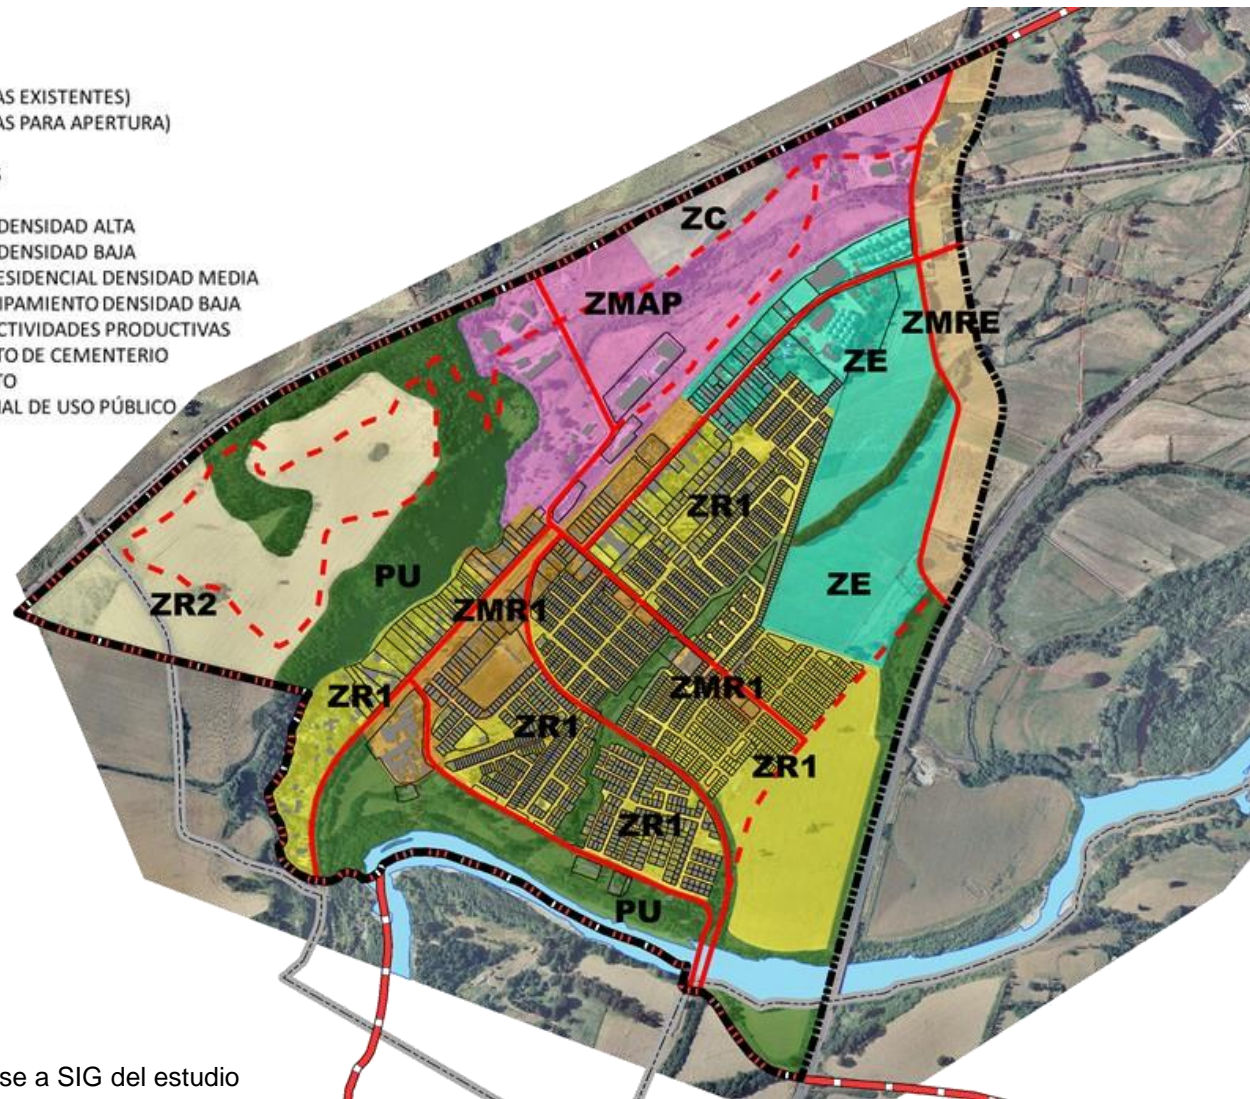 AS EXISTENTES)
AS PARA APERTURA)
S
DENSIDAD ALTA
DENSIDAD BAJA
ESIDENCIAL DENSIDAD MEDIA
IPAMIENTO DENSIDAD BAJA
ACTIVIDADES PRODUCTIVAS
TO DE CEMENTERIO
TO
IAL DE USO PÚBLICO
ZC
ZMAP
ZMRE
ZE
ZR1
PU
ZE
ZR2
ZMR1
ZMR1
ZR1
ZR1
ZR1
ZR1
PU
se a SIG del estudio